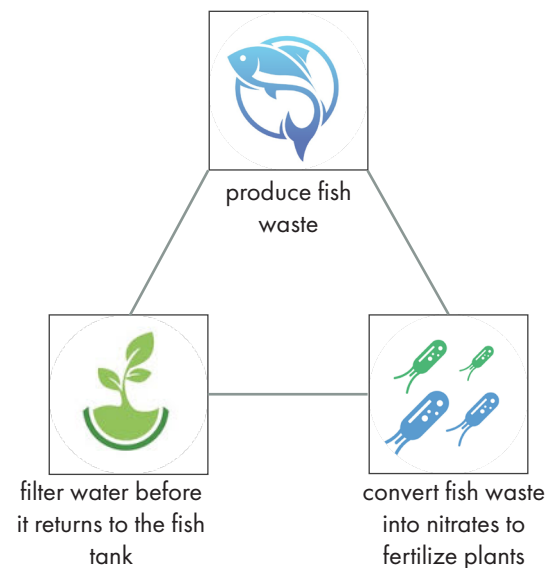 produce fish
waste
filter water before
it returns to the fish
tank
convert fish waste
into nitrates to
fertilize plants